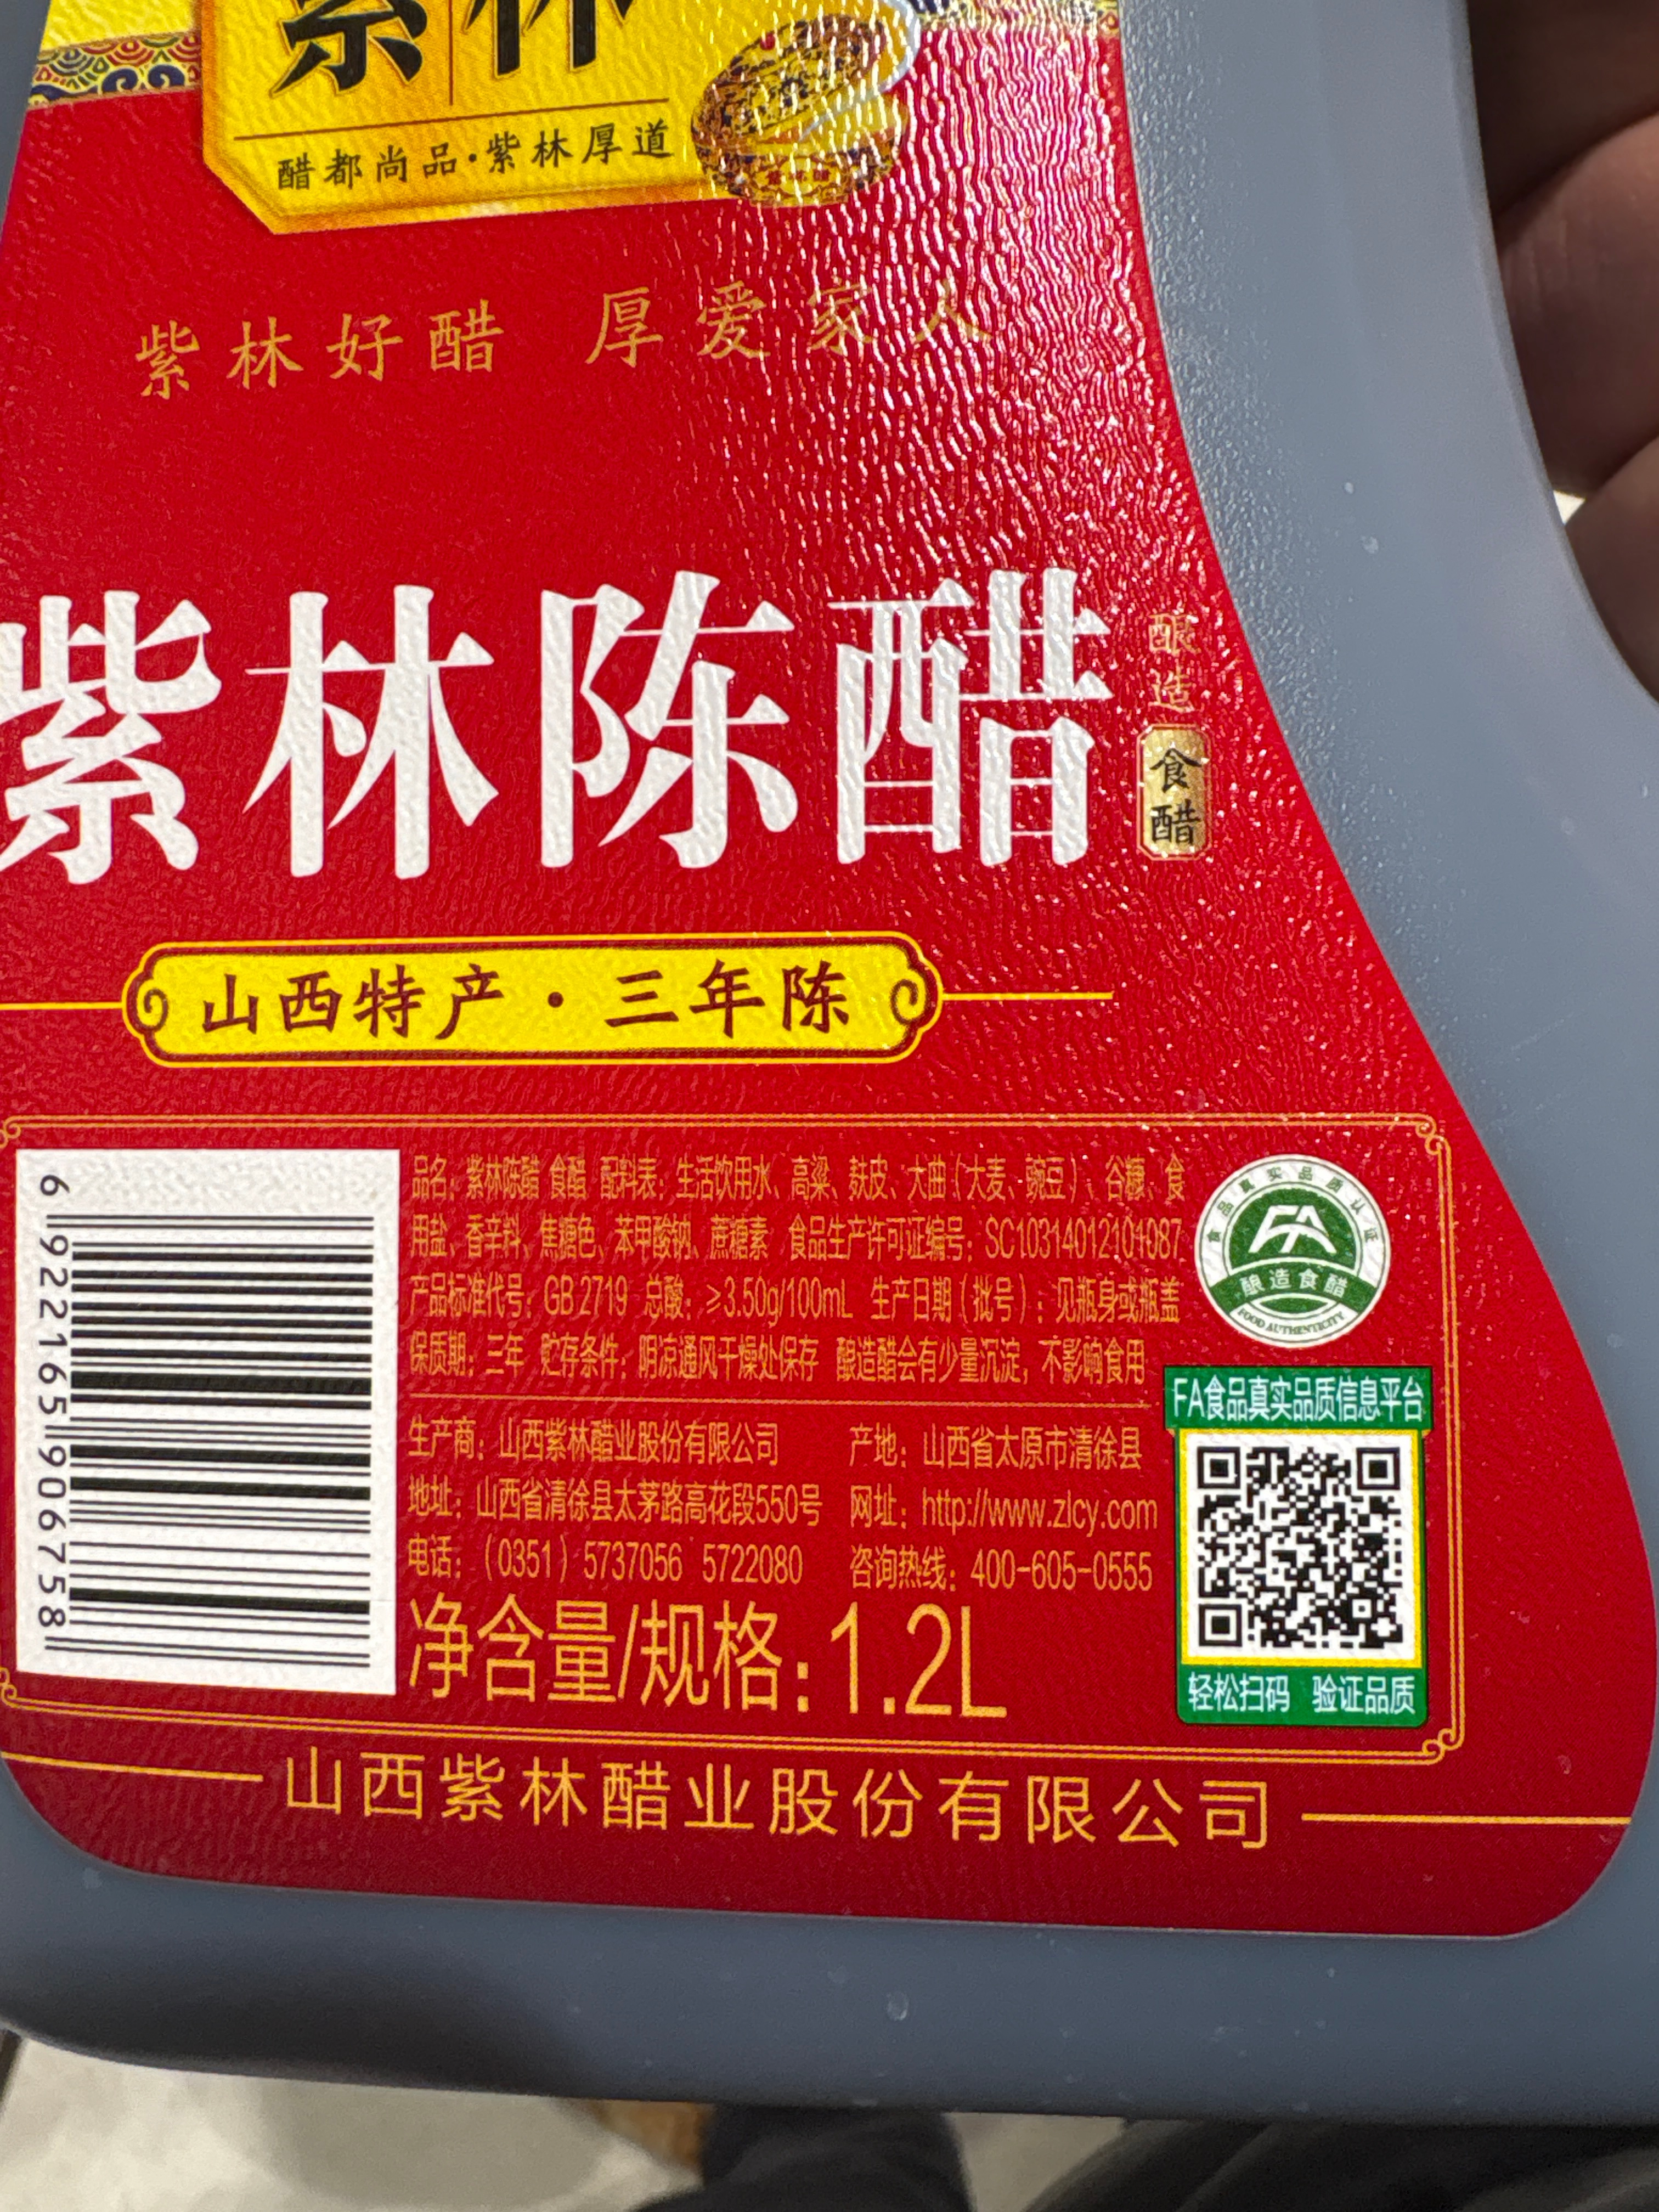 紫林
醋都尚品·紫林厚道
紫林好醋 厚爱家人
紫林陈醋
酿造
食醋
山西特产·三年陈
6 922165 906758
品名：紫林陈醋 食醋 配料表：生活饮用水、高粱、麸皮、大曲（大麦、豌豆）、谷糠、食
用盐、香辛料、焦糖色、苯甲酸钠、蔗糖素 食品生产许可证编号：SC10314012101087
产品标准代号：GB 2719 总酸：≥3.50g/100mL 生产日期（批号）：见瓶身或瓶盖
保质期：三年 贮存条件：阴凉通风干燥处保存 酿造醋会有少量沉淀，不影响食用
生产商：山西紫林醋业股份有限公司 产地：山西省太原市清徐县
地址：山西省清徐县太茅路高花段550号 网址：http://www.zlcy.com
电话：（0351）5737056 5722080 咨询热线：400-605-0555
净含量/规格：1.2L
食品真实品质认证
FA
酿造食醋
FOOD AUTHENTICITY
FA食品真实品质信息平台
轻松扫码 验证品质
山西紫林醋业股份有限公司